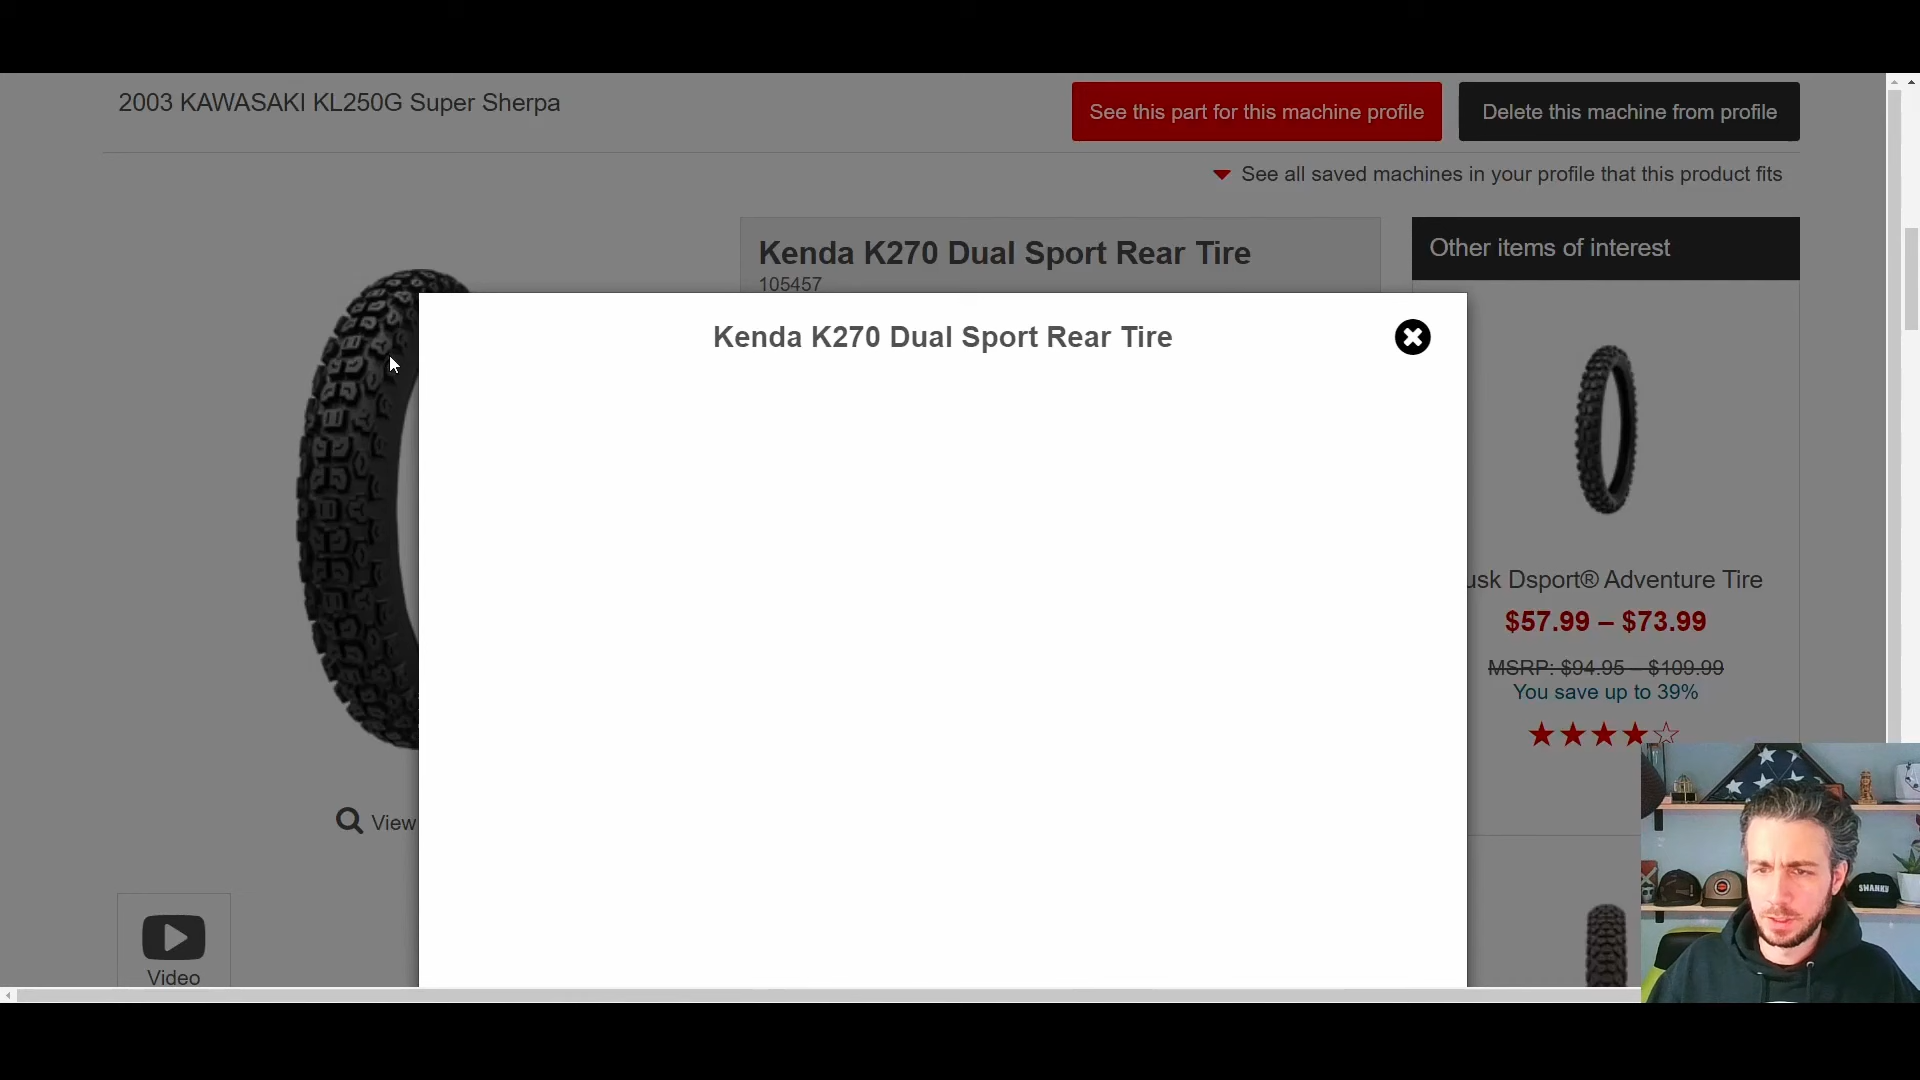 2003 KAWASAKI KL250G Super Sherpa
See this part for this machine profile
Delete this machine from profile
See all saved machines in your profile that this product fits
Kenda K270 Dual Sport Rear Tire
105457
Other items of interest
Kenda K270 Dual Sport Rear Tire
usk Dsport® Adventure Tire
$57.99 – $73.99
MSRP: $94.95 – $109.99
You save up to 39%
View
Video
SWANKY